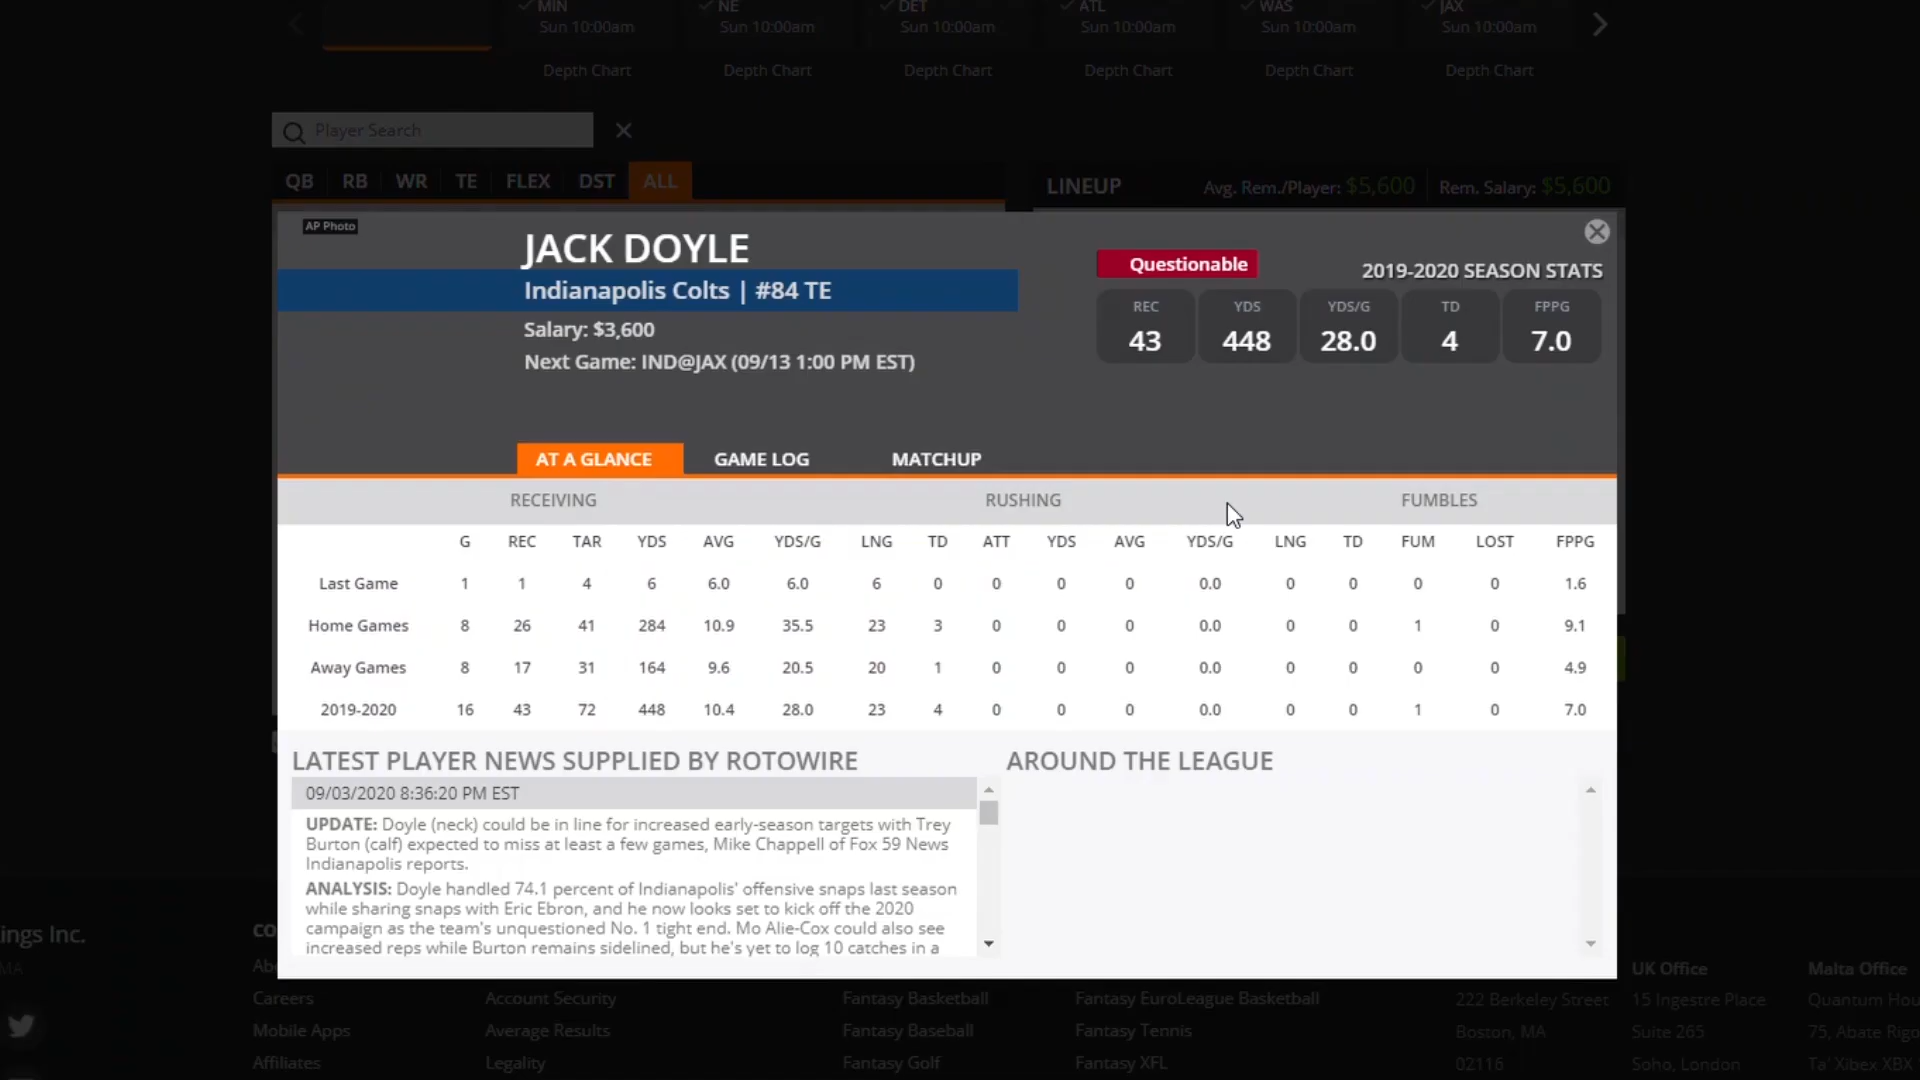 MIN NE DET ATL WAS JAX
Sun 10:00am Sun 10:00am Sun 10:00am Sun 10:00am Sun 10:00am Sun 10:00am
Depth Chart Depth Chart Depth Chart Depth Chart Depth Chart Depth Chart
Player Search
QB RB WR TE FLEX DST ALL
LINEUP Avg. Rem./Player: $5,600 Rem. Salary: $5,600
AP Photo
JACK DOYLE
Indianapolis Colts | #84 TE
Salary: $3,600
Next Game: IND@JAX (09/13 1:00 PM EST)
Questionable
2019-2020 SEASON STATS
REC YDS YDS/G TD FPPG
43 448 28.0 4 7.0
AT A GLANCE GAME LOG MATCHUP
RECEIVING RUSHING FUMBLES
G REC TAR YDS AVG YDS/G LNG TD ATT YDS AVG YDS/G LNG TD FUM LOST FPPG
Last Game 1 1 4 6 6.0 6.0 6 0 0 0 0 0.0 0 0 0 0 1.6
Home Games 8 26 41 284 10.9 35.5 23 3 0 0 0 0.0 0 0 1 0 9.1
Away Games 8 17 31 164 9.6 20.5 20 1 0 0 0 0.0 0 0 0 0 4.9
2019-2020 16 43 72 448 10.4 28.0 23 4 0 0 0 0.0 0 0 1 0 7.0
LATEST PLAYER NEWS SUPPLIED BY ROTOWIRE
09/03/2020 8:36:20 PM EST
UPDATE: Doyle (neck) could be in line for increased early-season targets with Trey
Burton (calf) expected to miss at least a few games, Mike Chappell of Fox 59 News
Indianapolis reports.
ANALYSIS: Doyle handled 74.1 percent of Indianapolis' offensive snaps last season
while sharing snaps with Eric Ebron, and he now looks set to kick off the 2020
campaign as the team's unquestioned No. 1 tight end. Mo Alie-Cox could also see
increased reps while Burton remains sidelined, but he's yet to log 10 catches in a
AROUND THE LEAGUE
ings Inc.
MA
CO
Ab
Careers Account Security Fantasy Basketball Fantasy EuroLeague Basketball
Mobile Apps Average Results Fantasy Baseball Fantasy Tennis
Affiliates Legality Fantasy Golf Fantasy XFL
222 Berkeley Street
Boston, MA
02116
UK Office
15 Ingestre Place
Suite 265
Soho, London
Malta Office
Quantum Hou
75, Abate Rigo
Ta' Xibex XBX